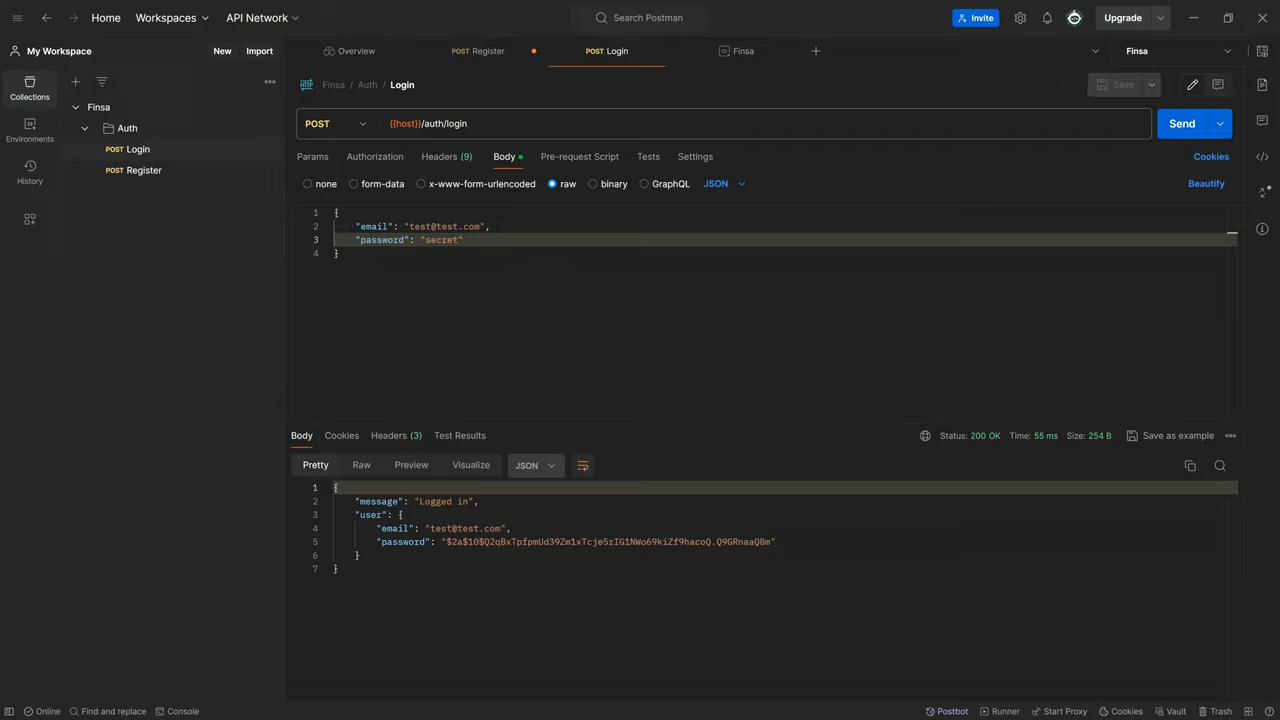 Home Workspaces API Network Search Postman Invite Upgrade
My Workspace New Import Overview POST Register POST Login Finsa Finsa
Collections
Environments
History
Finsa
Auth
POST Login
POST Register
HTTP Finsa / Auth / Login Save
POST {{host}}/auth/login Send
Params Authorization Headers (9) Body Pre-request Script Tests Settings Cookies
none form-data x-www-form-urlencoded raw binary GraphQL JSON Beautify
1 {
2 "email": "test@test.com",
3 "password": "secret"
4 }
Body Cookies Headers (3) Test Results Status: 200 OK Time: 55 ms Size: 254 B Save as example
Pretty Raw Preview Visualize JSON
1 {
2 "message": "Logged in",
3 "user": {
4 "email": "test@test.com",
5 "password": "$2a$10$Q2qBxTpfpmUd39Zm1xTcje5rIG1NWo69kiZf9hacoQ.Q9GRnaaQ8m"
6 }
7 }
Online Find and replace Console Postbot Runner Start Proxy Cookies Vault Trash